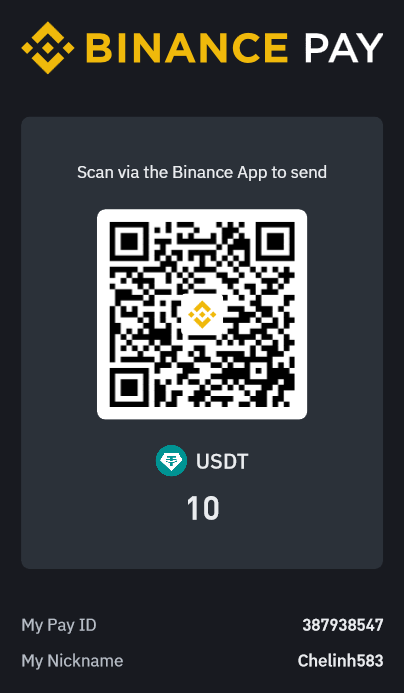 BINANCE PAY
Scan via the Binance App to send
USDT
10
My Pay ID 387938547
My Nickname Chelinh583